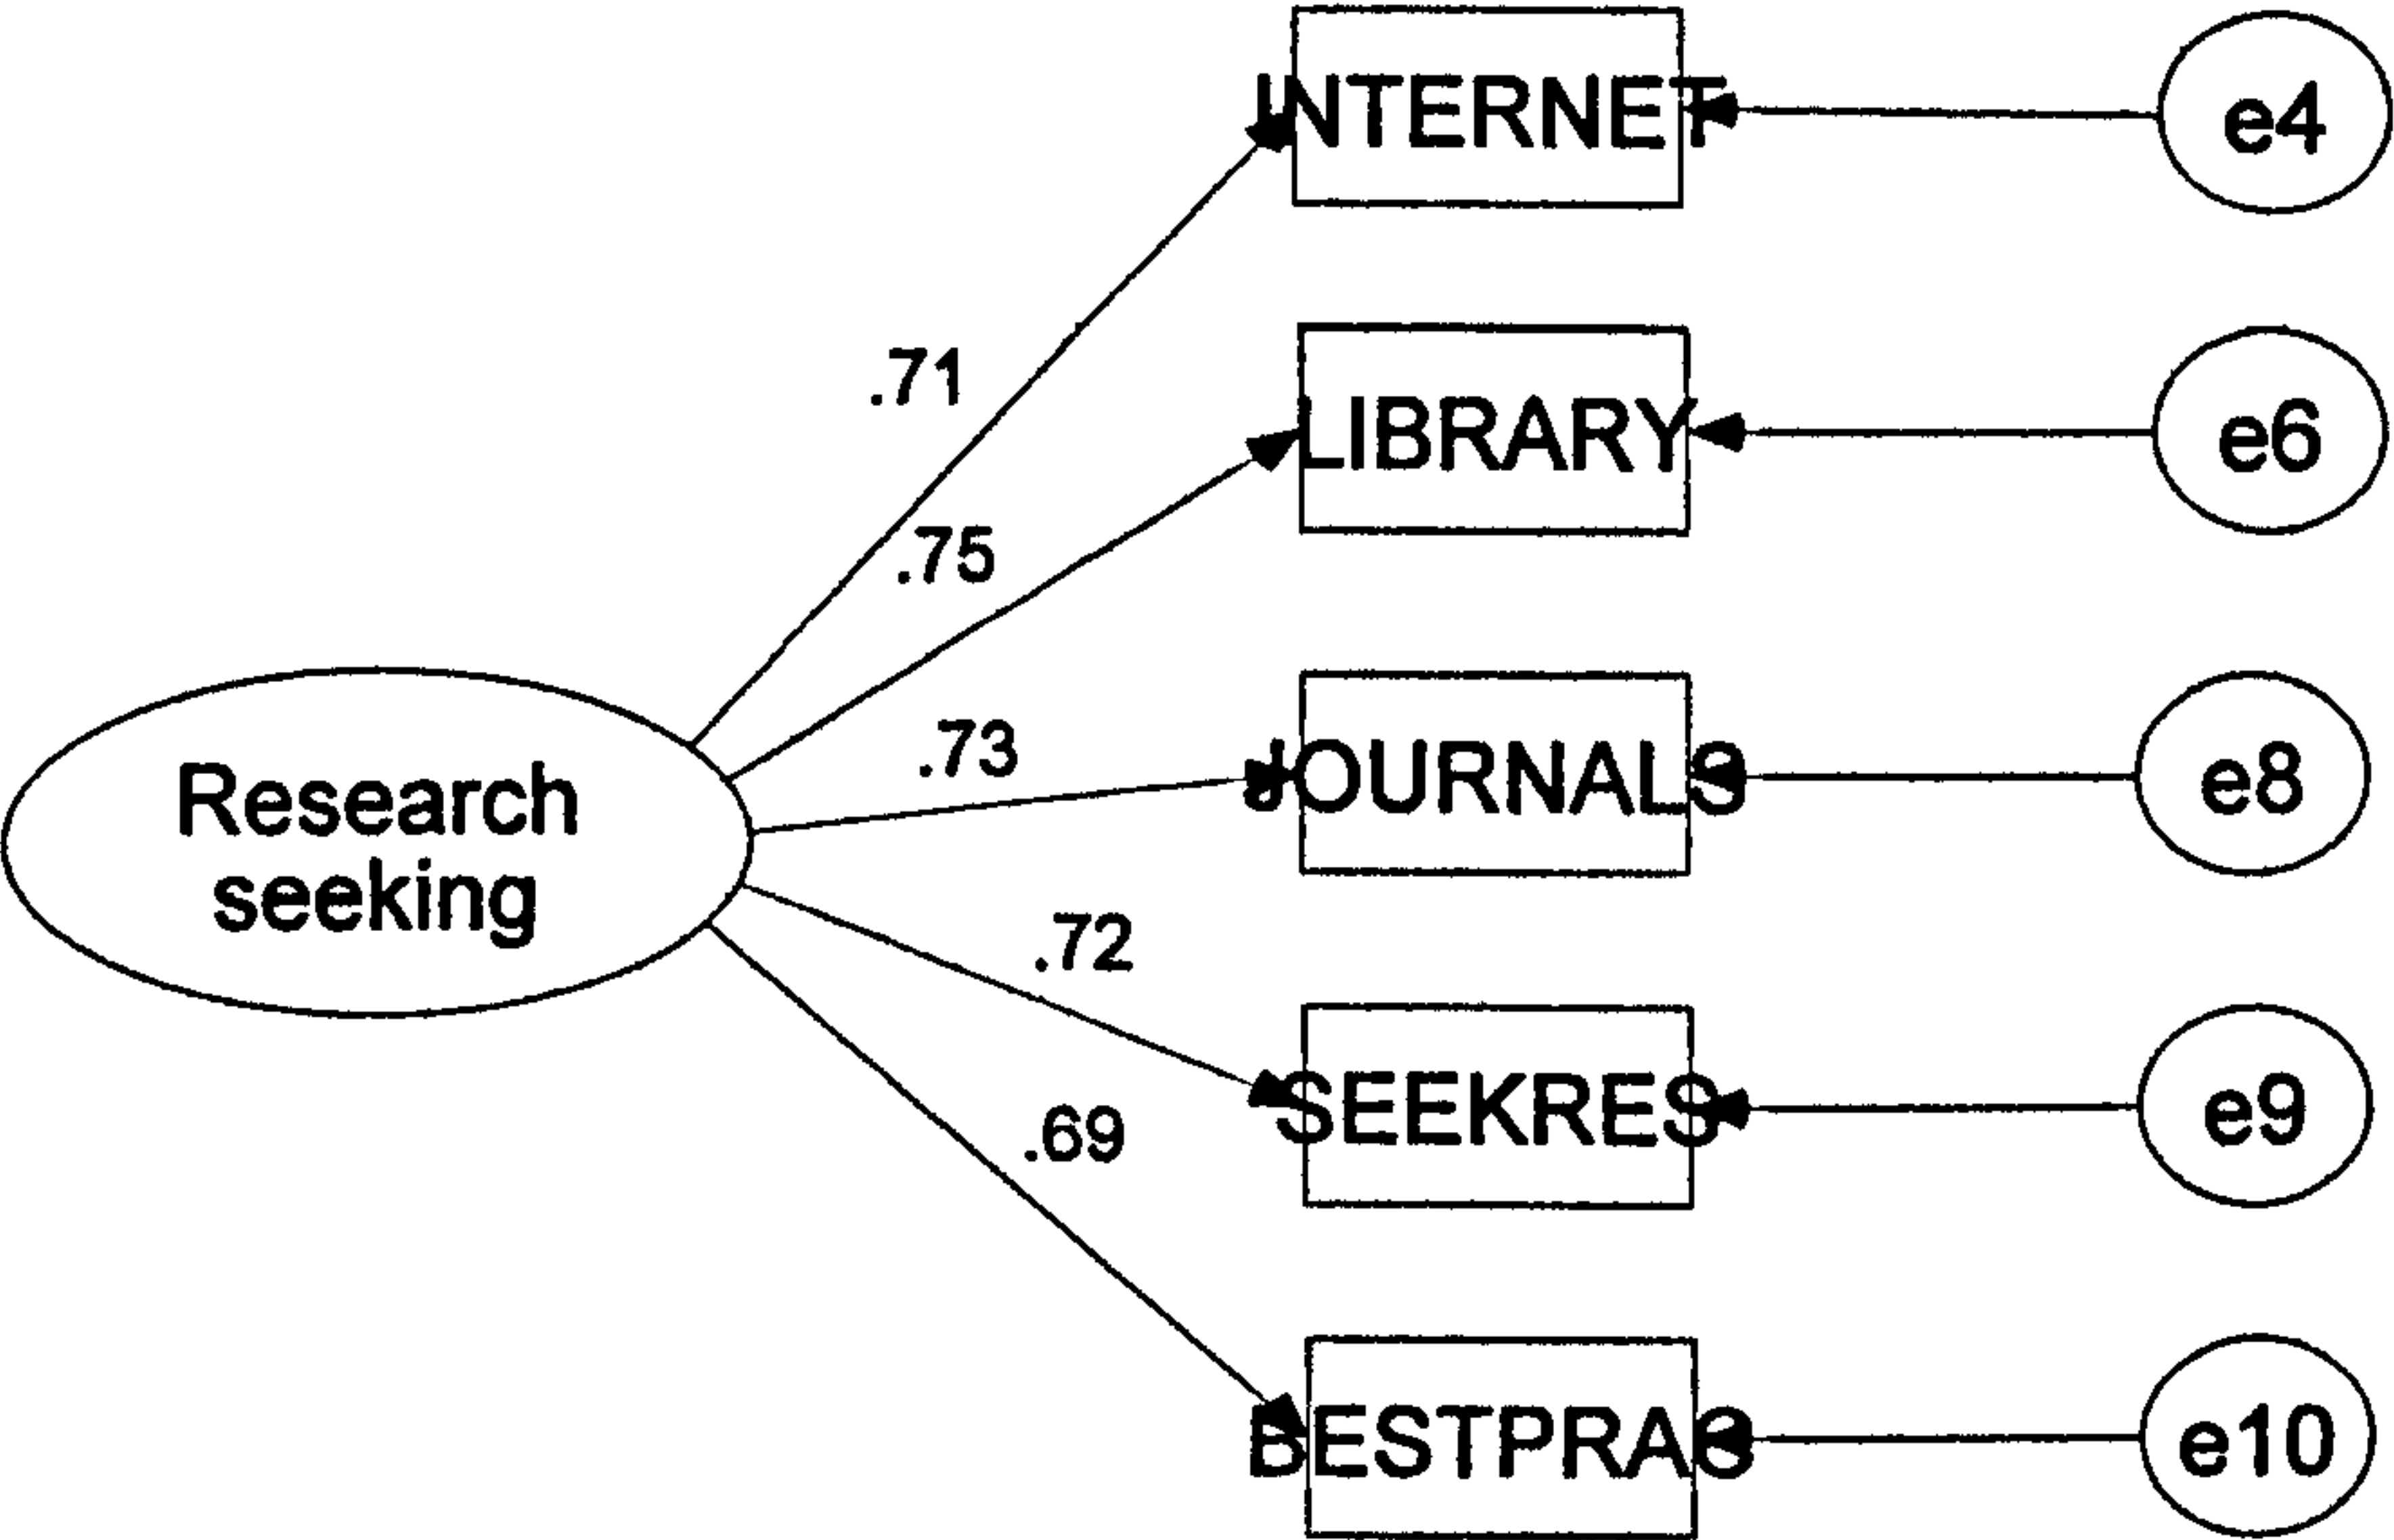 INTERNET
e4
.71
LIBRARY
e6
.75
.73
JOURNALS
e8
Research
seeking
.72
SEEKRES
e9
.69
BESTPRAC
e10